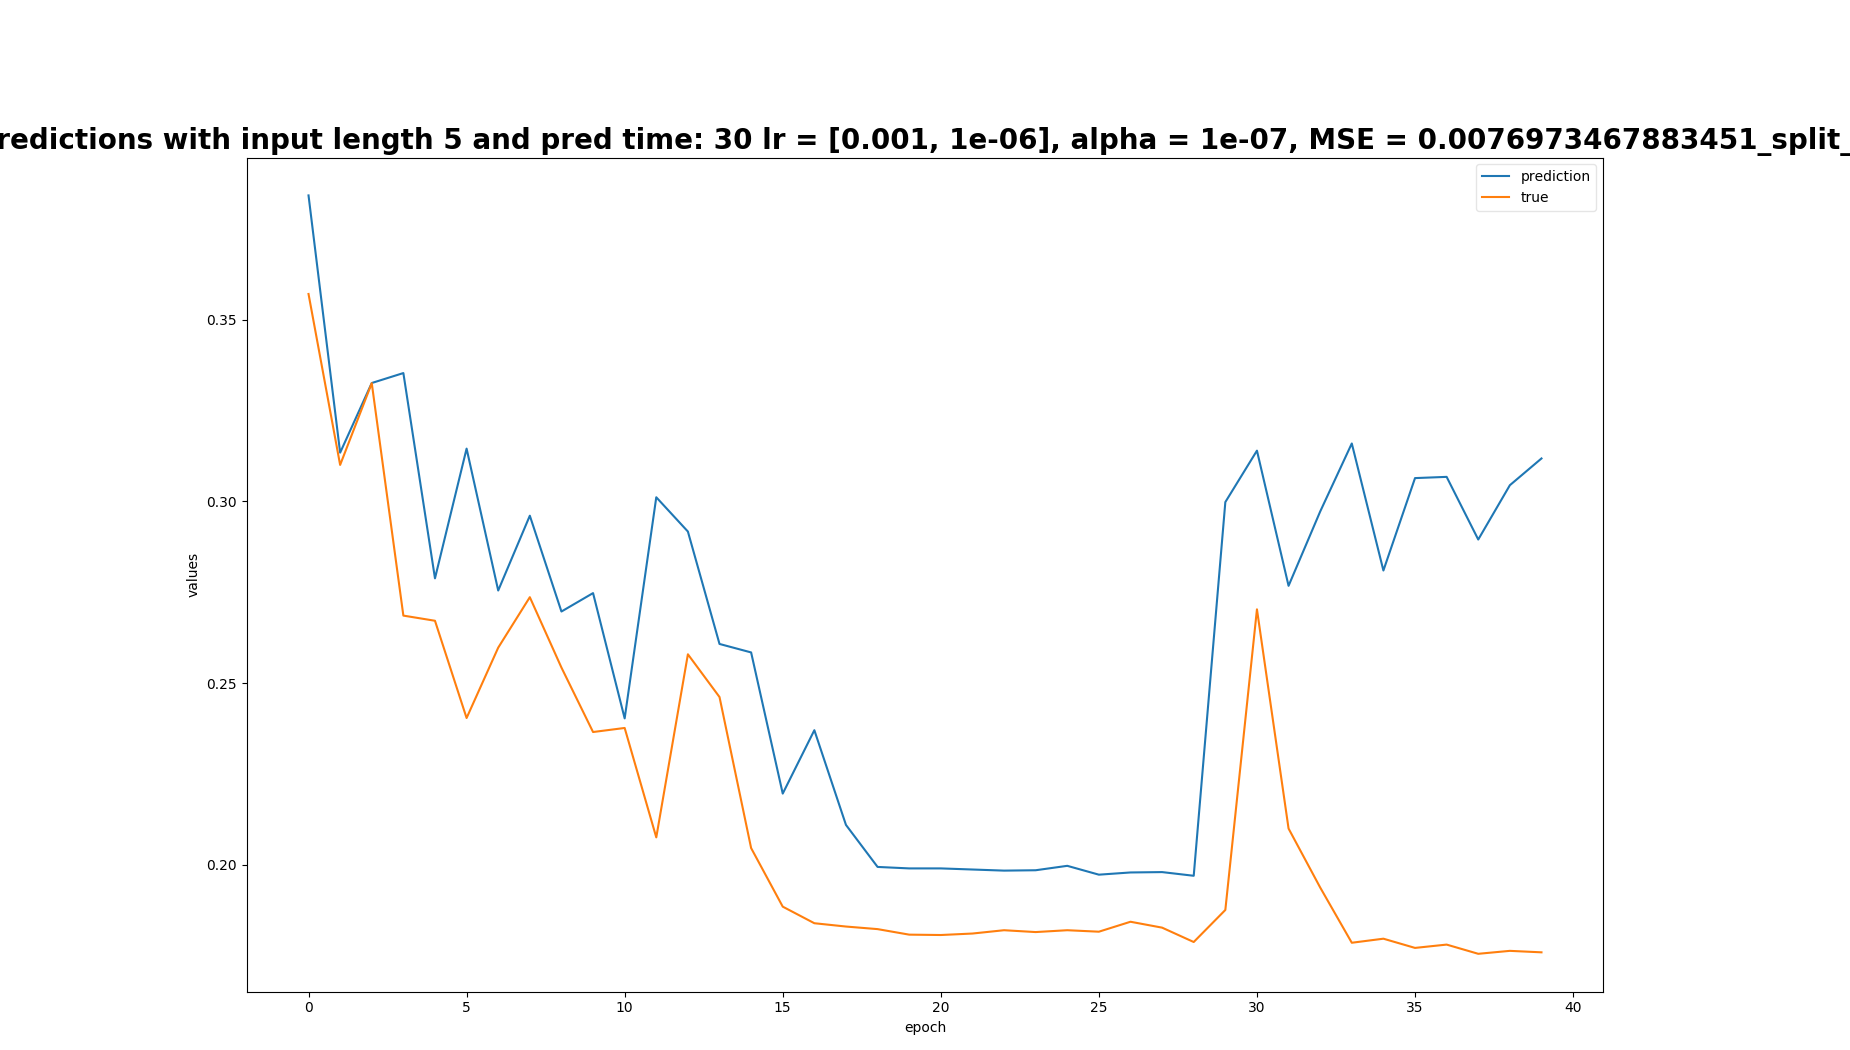 redictions with input length 5 and pred time: 30 lr = [0.001, 1e-06], alpha = 1e-07, MSE = 0.0076973467883451_split_
prediction
true
0.35
0.30
0.25
0.20
values
0 5 10 15 20 25 30 35 40
epoch